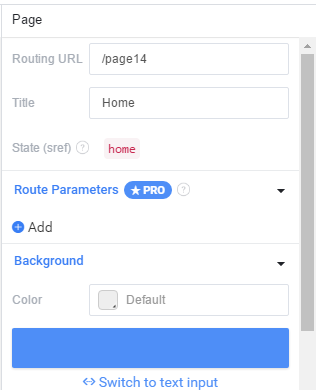 Page
Routing URL /page14
Title Home
State (sref) ? home
Route Parameters ★ PRO ?
+ Add
Background
Color Default
Switch to text input